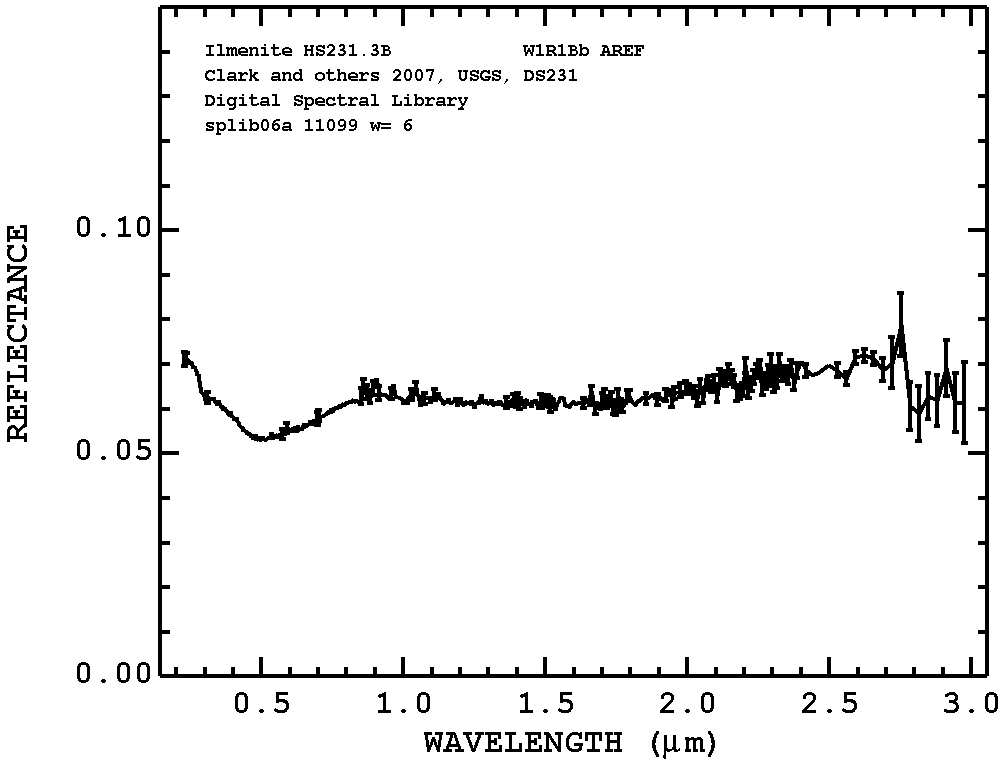 Ilmenite HS231.3B W1R1Bb AREF
Clark and others 2007, USGS, DS231
Digital Spectral Library
splib06a 11099 w= 6
REFLECTANCE
0.10
0.05
0.00
0.5 1.0 1.5 2.0 2.5 3.0
WAVELENGTH (μm)